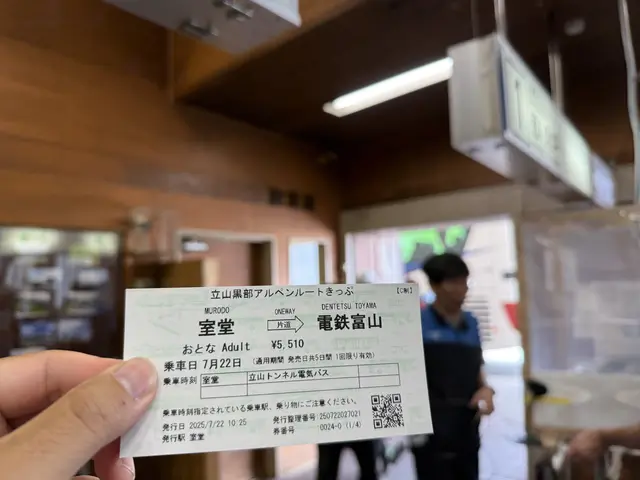 立山黒部アルペンルートきっぷ 【C制】
MURODO ONEWAY DENTETSU TOYAMA
室堂 片道 電鉄富山
おとな Adult ¥5,510
乗車日 7月22日 (通用期間 発売日共5日間 1回限り有効)
乗車時刻 室堂 立山トンネル電気バス
乗車時刻指定されている乗車駅、乗り物にご注意ください。
発行日 2025/7/22 10:25 発行整理番号:250722027021
発行駅 室堂 券番号 0024-0 (1/4)